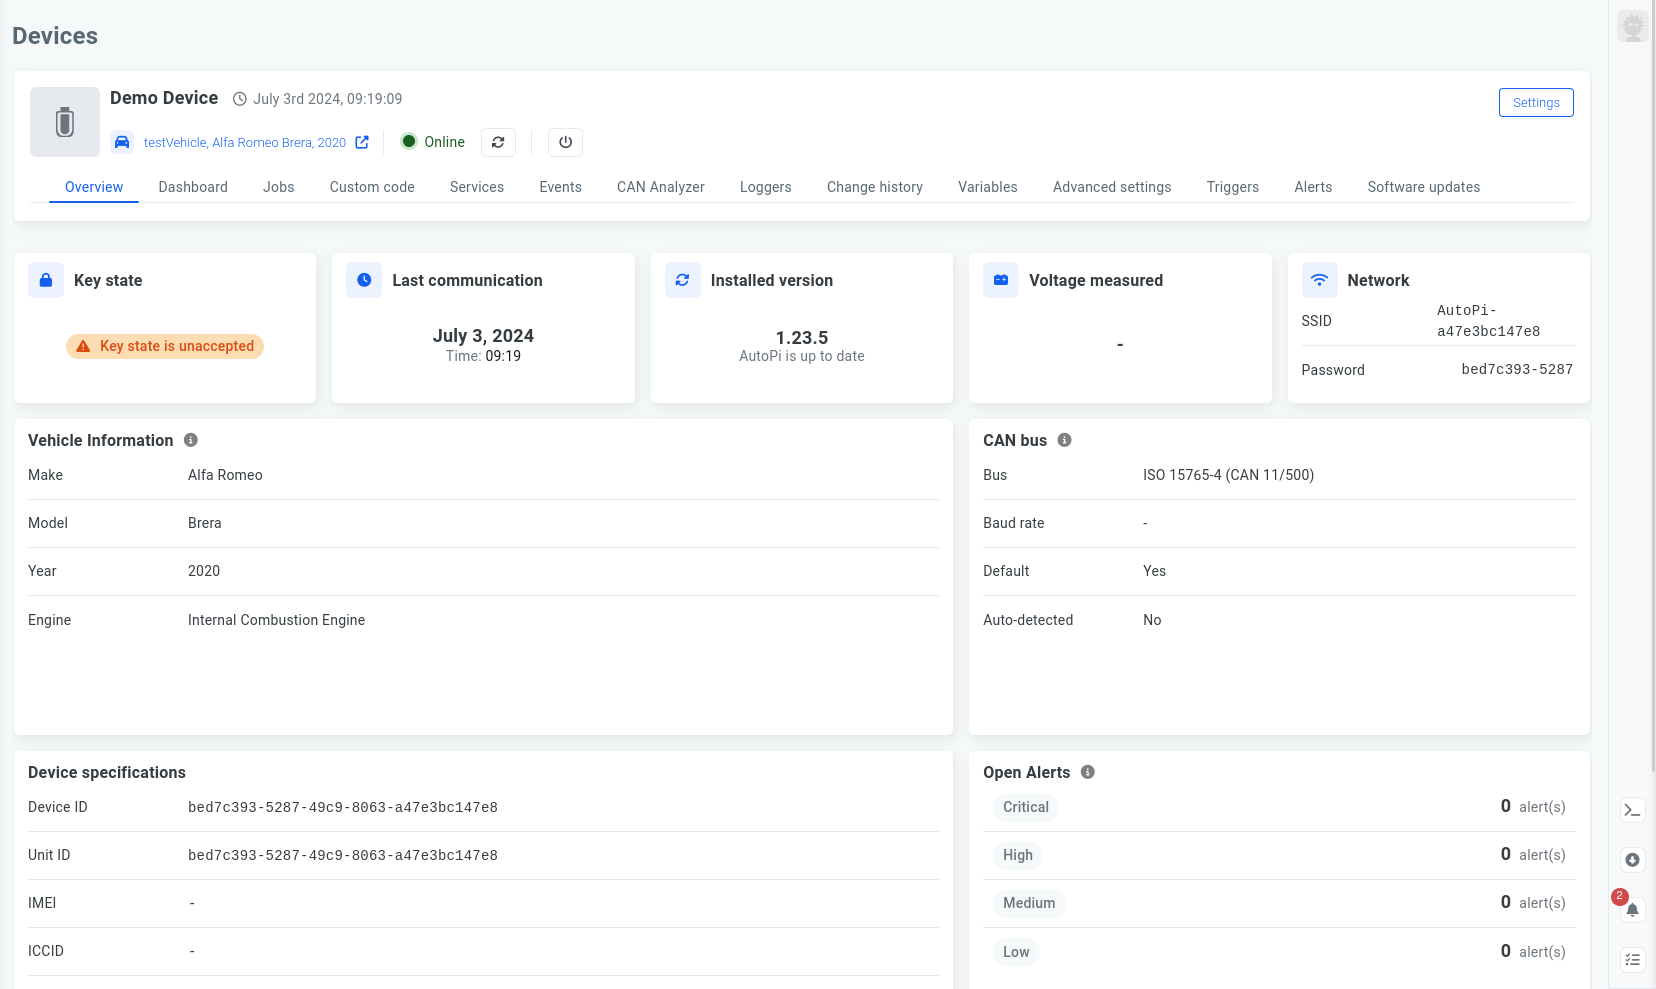 Devices
Demo Device July 3rd 2024, 09:19:09
Settings
testVehicle, Alfa Romeo Brera, 2020 Online
Overview Dashboard Jobs Custom code Services Events CAN Analyzer Loggers Change history Variables Advanced settings Triggers Alerts Software updates
Key state
Key state is unaccepted
Last communication
July 3, 2024
Time: 09:19
Installed version
1.23.5
AutoPi is up to date
Voltage measured
-
Network
SSID AutoPi-
a47e3bc147e8
Password bed7c393-5287
Vehicle Information
Make Alfa Romeo
Model Brera
Year 2020
Engine Internal Combustion Engine
CAN bus
Bus ISO 15765-4 (CAN 11/500)
Baud rate -
Default Yes
Auto-detected No
Device specifications
Device ID bed7c393-5287-49c9-8063-a47e3bc147e8
Unit ID bed7c393-5287-49c9-8063-a47e3bc147e8
IMEI -
ICCID -
Open Alerts
Critical 0 alert(s)
High 0 alert(s)
Medium 0 alert(s)
Low 0 alert(s)
2